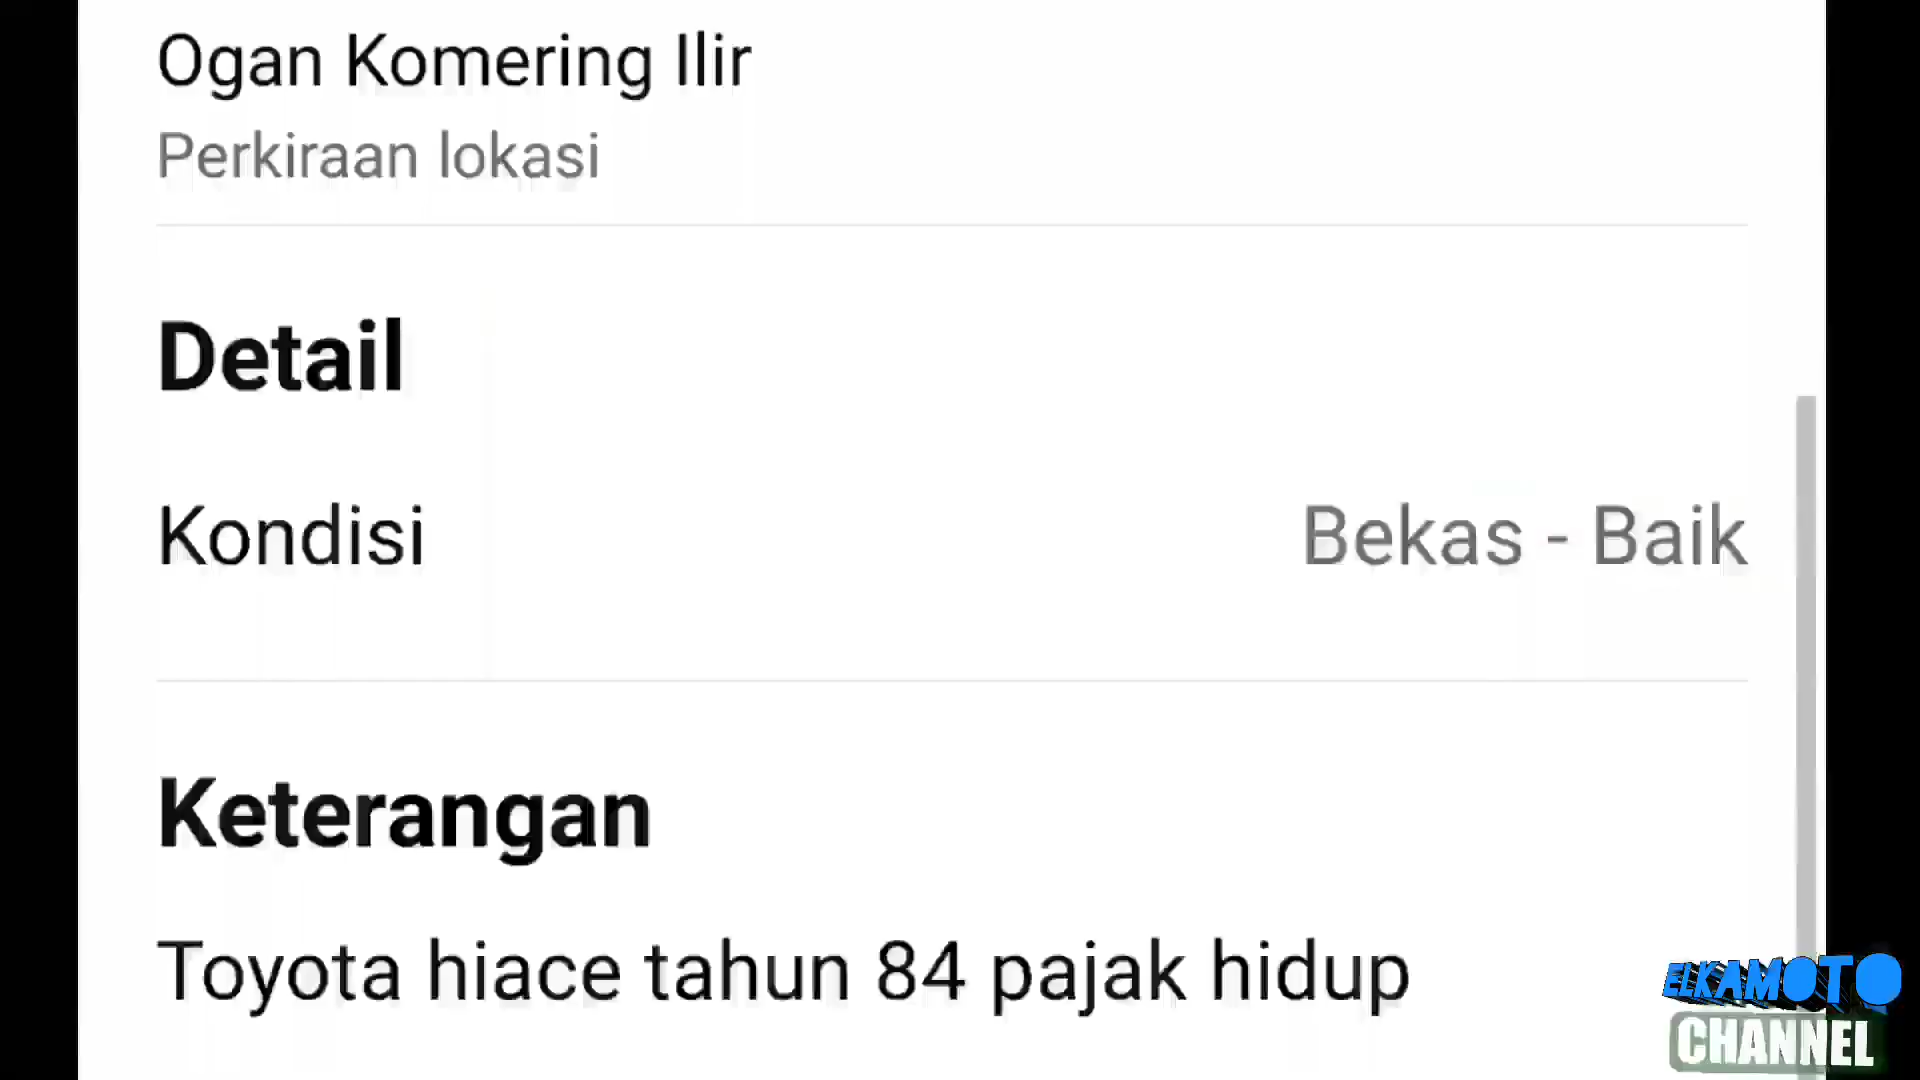 Ogan Komering Ilir
Perkiraan lokasi
Detail
Kondisi
Bekas - Baik
Keterangan
Toyota hiace tahun 84 pajak hidup
ELKAMOTO
CHANNEL